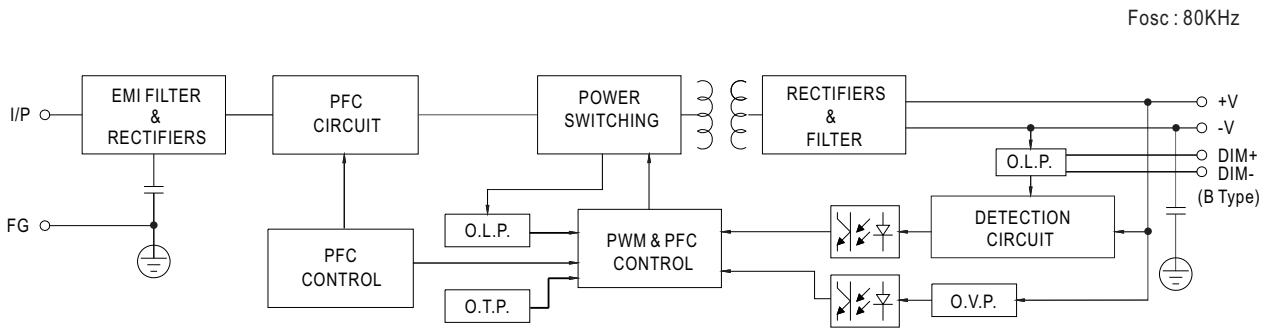 Fosc : 80KHz
I/P
EMI FILTER
&
RECTIFIERS
PFC
CIRCUIT
POWER
SWITCHING
RECTIFIERS
&
FILTER
+V
-V
DIM+
DIM-
(B Type)
O.L.P.
FG
PFC
CONTROL
O.L.P.
O.T.P.
PWM & PFC
CONTROL
DETECTION
CIRCUIT
O.V.P.